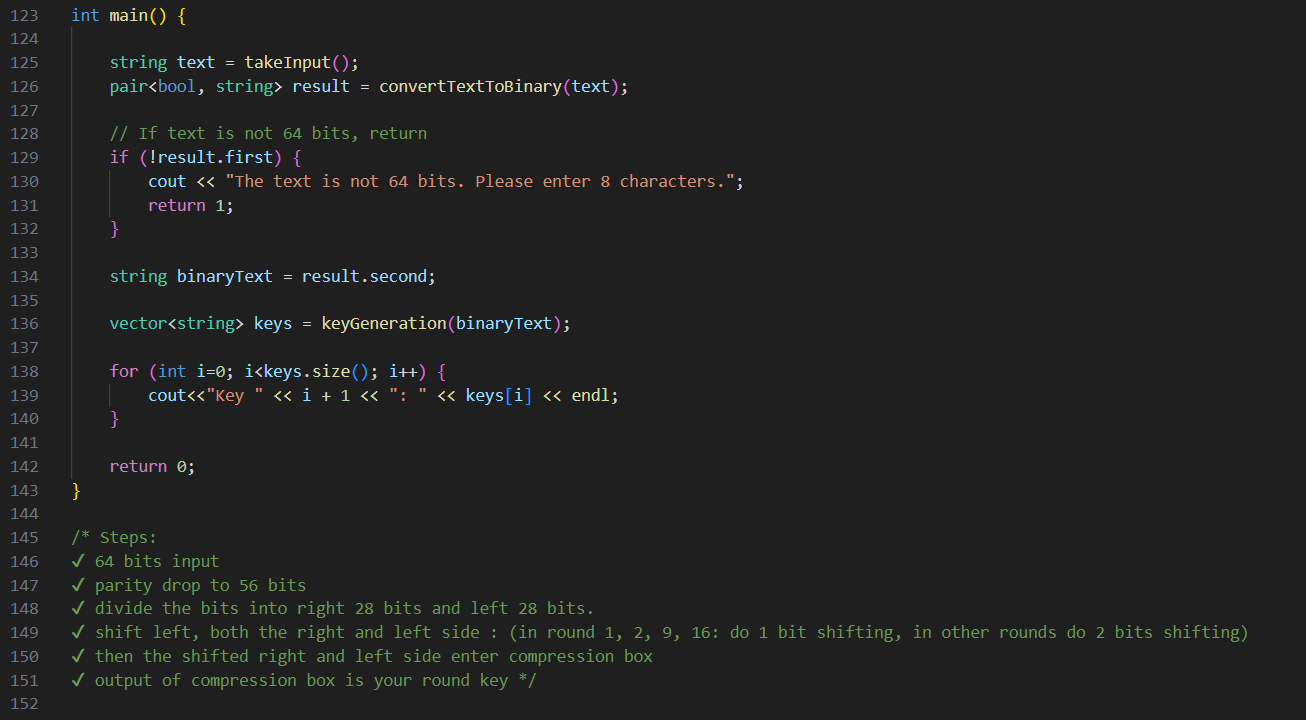 123 int main() {
124
125     string text = takeInput();
126     pair<bool, string> result = convertTextToBinary(text);
127
128     // If text is not 64 bits, return
129     if (!result.first) {
130         cout << "The text is not 64 bits. Please enter 8 characters.";
131         return 1;
132     }
133
134     string binaryText = result.second;
135
136     vector<string> keys = keyGeneration(binaryText);
137
138     for (int i=0; i<keys.size(); i++) {
139         cout<<"Key " << i + 1 << ": " << keys[i] << endl;
140     }
141
142     return 0;
143 }
144
145 /* Steps:
146 ✓ 64 bits input
147 ✓ parity drop to 56 bits
148 ✓ divide the bits into right 28 bits and left 28 bits.
149 ✓ shift left, both the right and left side : (in round 1, 2, 9, 16: do 1 bit shifting, in other rounds do 2 bits shifting)
150 ✓ then the shifted right and left side enter compression box
151 ✓ output of compression box is your round key */
152